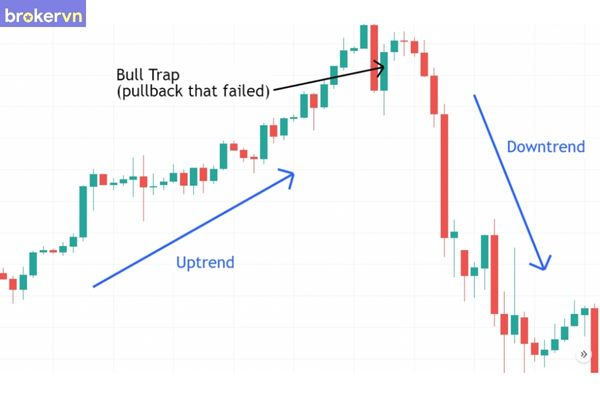 brokervn
Bull Trap
(pullback that failed)
Downtrend
Uptrend
»